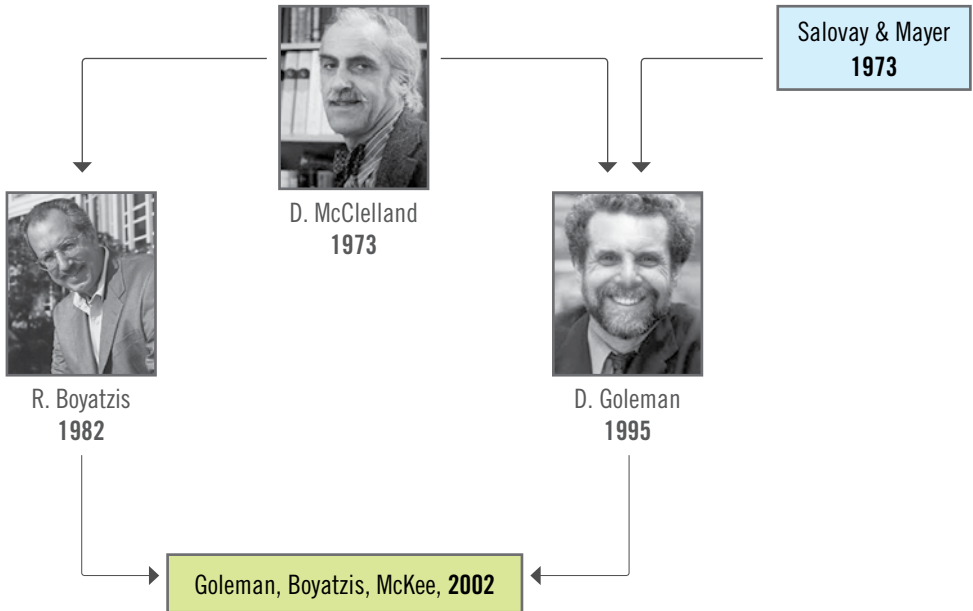 Salovay & Mayer
1973
D. McClelland
1973
R. Boyatzis
1982
D. Goleman
1995
Goleman, Boyatzis, McKee, 2002